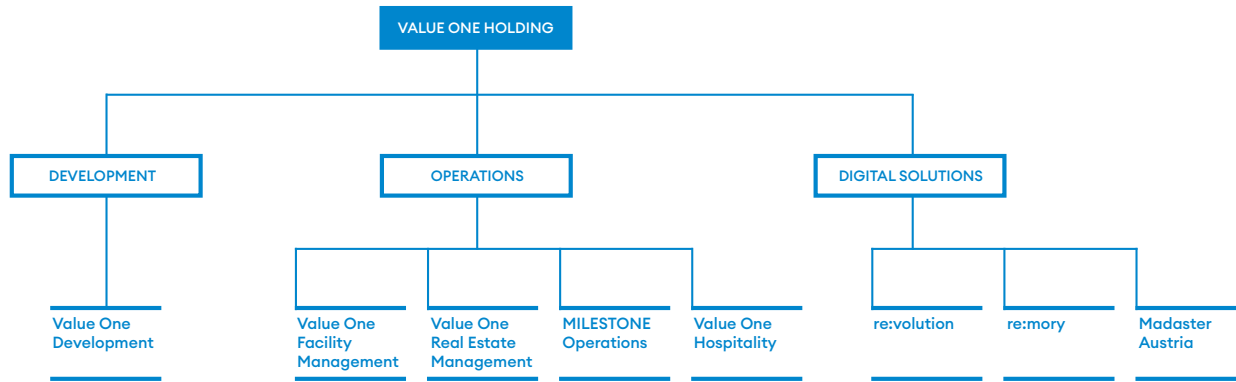 VALUE ONE HOLDING
DEVELOPMENT
OPERATIONS
DIGITAL SOLUTIONS
Value One
Development
Value One
Facility
Management
Value One
Real Estate
Management
MILESTONE
Operations
Value One
Hospitality
re:volution
re:mory
Madaster
Austria